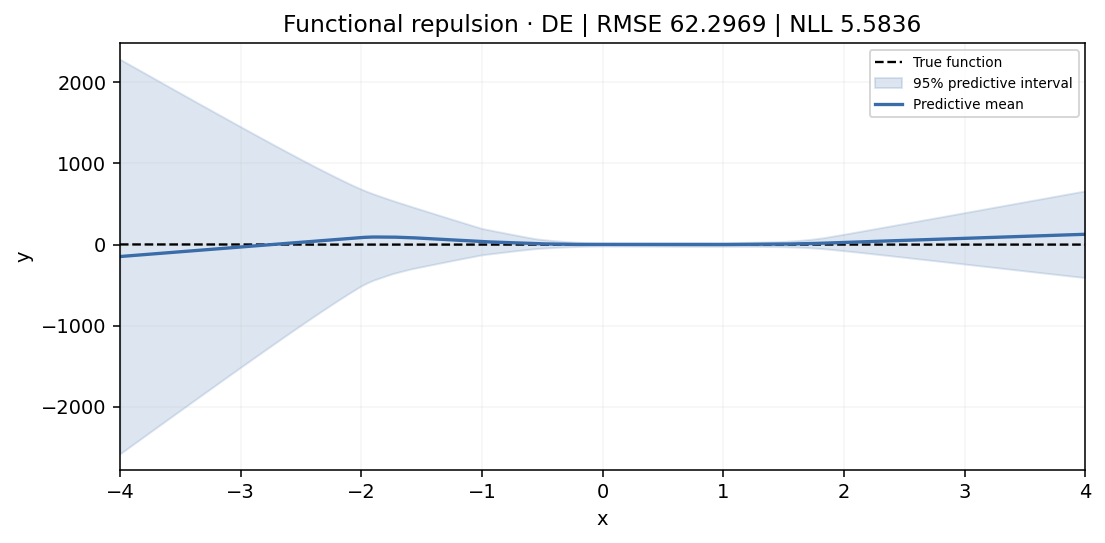 Functional repulsion · DE | RMSE 62.2969 | NLL 5.5836
True function
95% predictive interval
Predictive mean
2000
1000
0
−1000
−2000
y
−4 −3 −2 −1 0 1 2 3 4
x